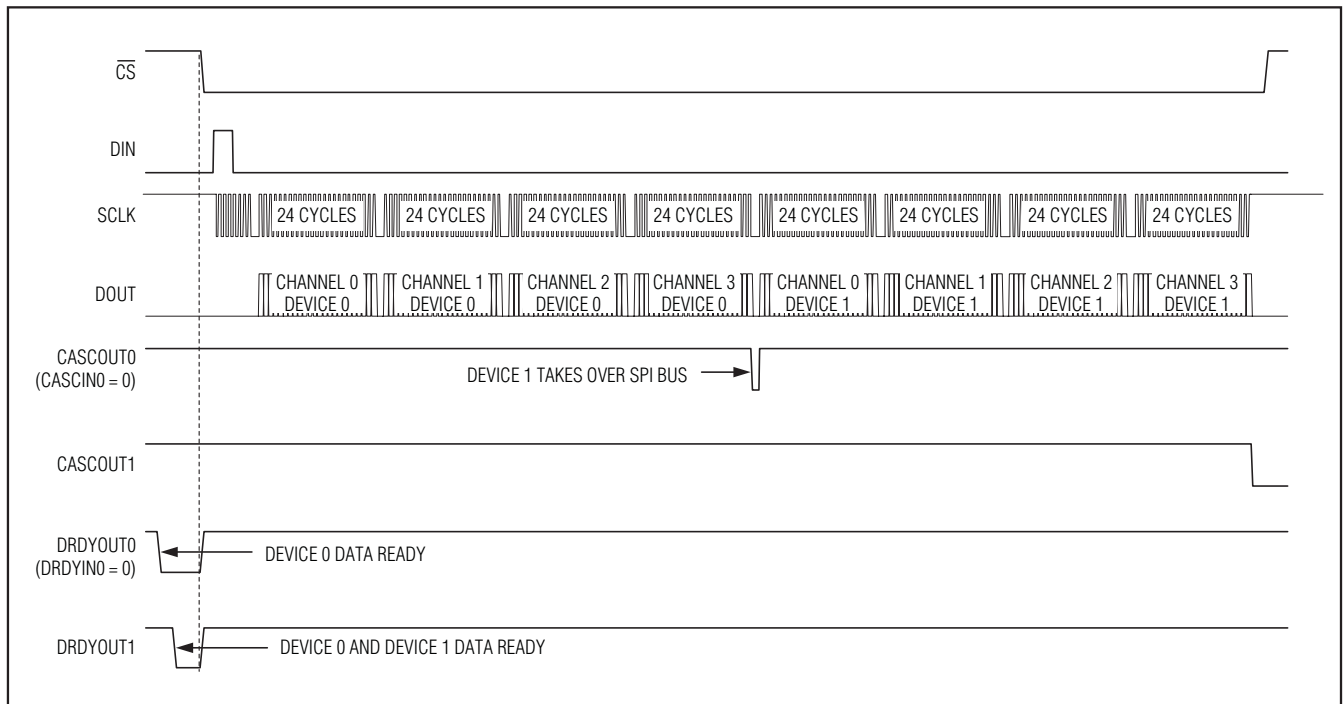 CS
DIN
SCLK
24 CYCLES 24 CYCLES 24 CYCLES 24 CYCLES 24 CYCLES 24 CYCLES 24 CYCLES 24 CYCLES
DOUT
CHANNEL 0 CHANNEL 1 CHANNEL 2 CHANNEL 3 CHANNEL 0 CHANNEL 1 CHANNEL 2 CHANNEL 3
DEVICE 0 DEVICE 0 DEVICE 0 DEVICE 0 DEVICE 1 DEVICE 1 DEVICE 1 DEVICE 1
CASCOUT0
(CASCIN0 = 0)
DEVICE 1 TAKES OVER SPI BUS
CASCOUT1
DRDYOUT0
(DRDYIN0 = 0)
DEVICE 0 DATA READY
DRDYOUT1
DEVICE 0 AND DEVICE 1 DATA READY